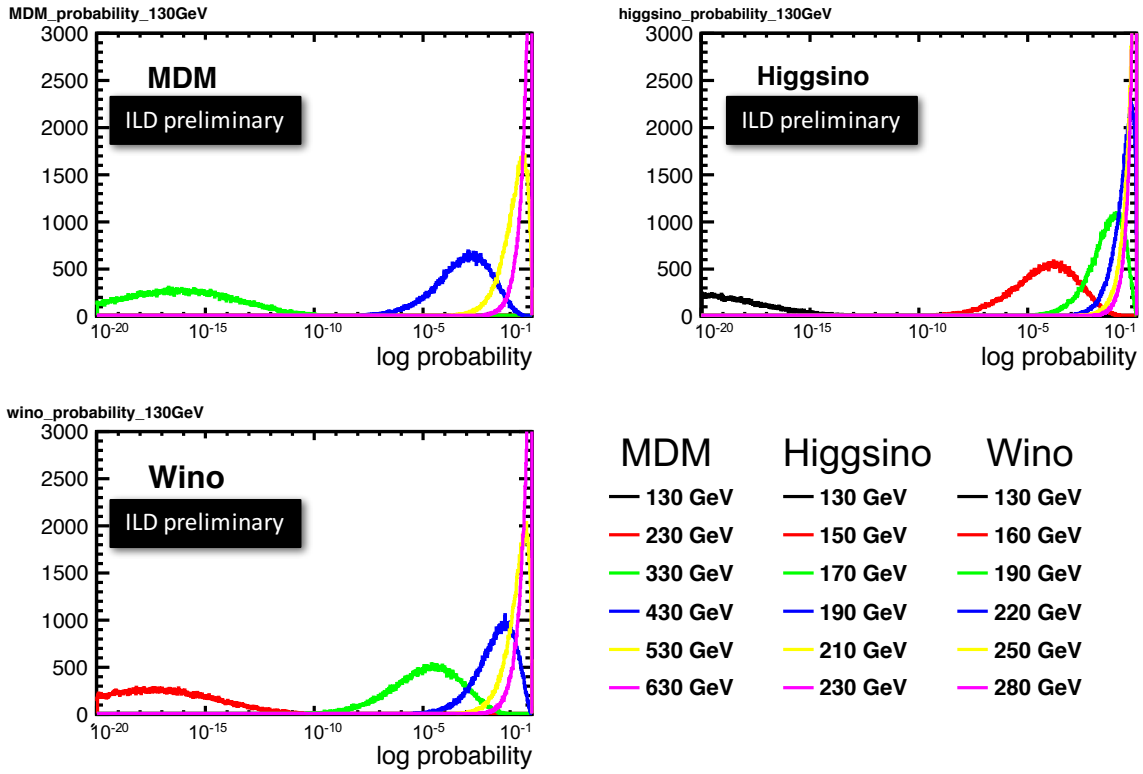 MDM_probability_130GeV
3000
2500
2000
1500
1000
500
0
MDM
ILD preliminary
10^-20 10^-15 10^-10 10^-5 10^-1
log probability
higgsino_probability_130GeV
3000
2500
2000
1500
1000
500
0
Higgsino
ILD preliminary
10^-20 10^-15 10^-10 10^-5 10^-1
log probability
wino_probability_130GeV
3000
2500
2000
1500
1000
500
0
Wino
ILD preliminary
10^-20 10^-15 10^-10 10^-5 10^-1
log probability
MDM Higgsino Wino
130 GeV 130 GeV 130 GeV
230 GeV 150 GeV 160 GeV
330 GeV 170 GeV 190 GeV
430 GeV 190 GeV 220 GeV
530 GeV 210 GeV 250 GeV
630 GeV 230 GeV 280 GeV